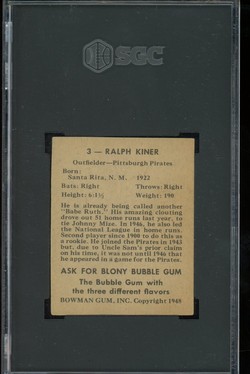 SGC
3 — RALPH KINER
Outfielder—Pittsburgh Pirates
Born:
Santa Rita, N. M. 1922
Bats: Right Throws: Right
Height: 6-1½ Weight: 190
He is already being called another
"Babe Ruth." His amazing clouting
drove out 51 home runs last year, to
tie Johnny Mize. In 1946, he also led
the National League in home runs.
Second player since 1900 to do this as
a rookie. He joined the Pirates in 1943
but, due to Uncle Sam's prior claim
on his time, it was not until 1946 that
he appeared in a game for the Pirates.
ASK FOR BLONY BUBBLE GUM
The Bubble Gum with
the three different flavors
BOWMAN GUM, INC. Copyright 1948